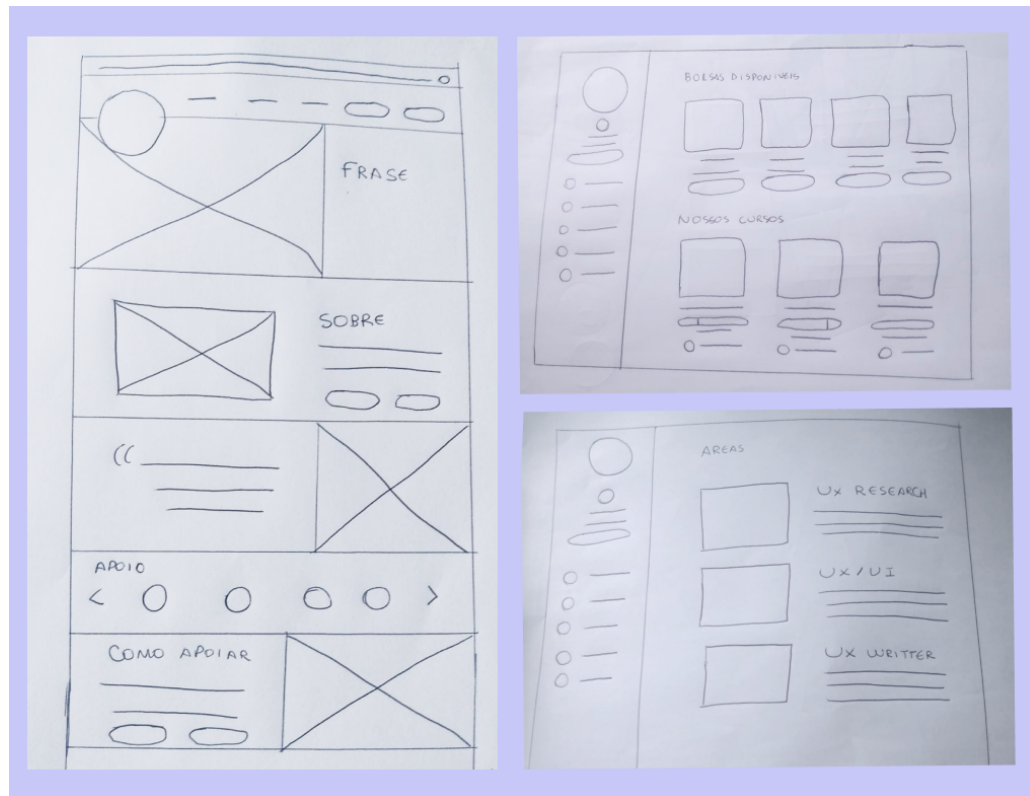 FRASE
SOBRE
APOIO
COMO APOIAR
BOLSAS DISPONIVEIS
NOSSOS CURSOS
AREAS
UX RESEARCH
UX/UI
UX WRITTER